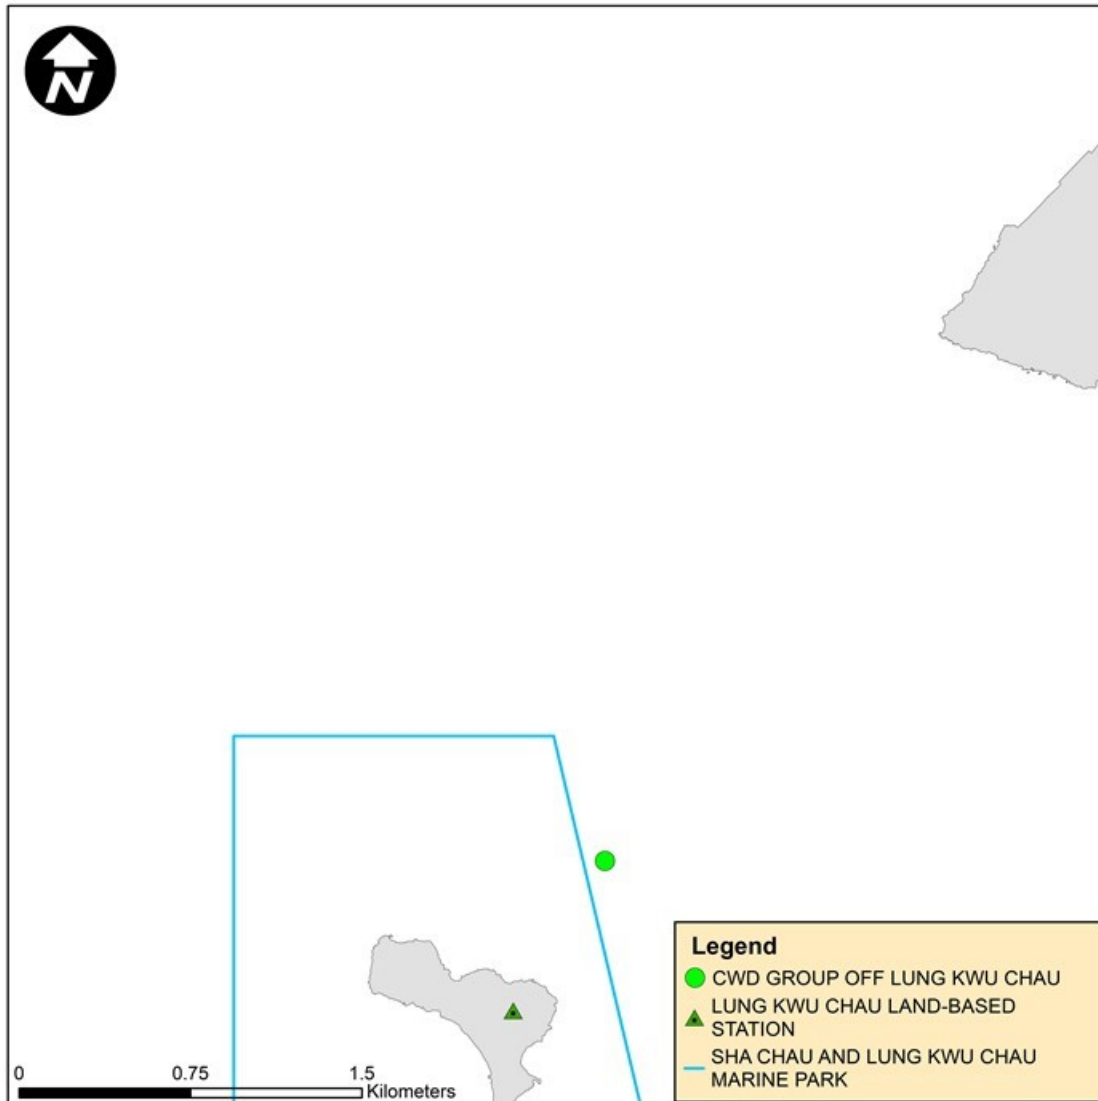 N
Legend
CWD GROUP OFF LUNG KWU CHAU
LUNG KWU CHAU LAND-BASED
STATION
SHA CHAU AND LUNG KWU CHAU
MARINE PARK
0 0.75 1.5
Kilometers